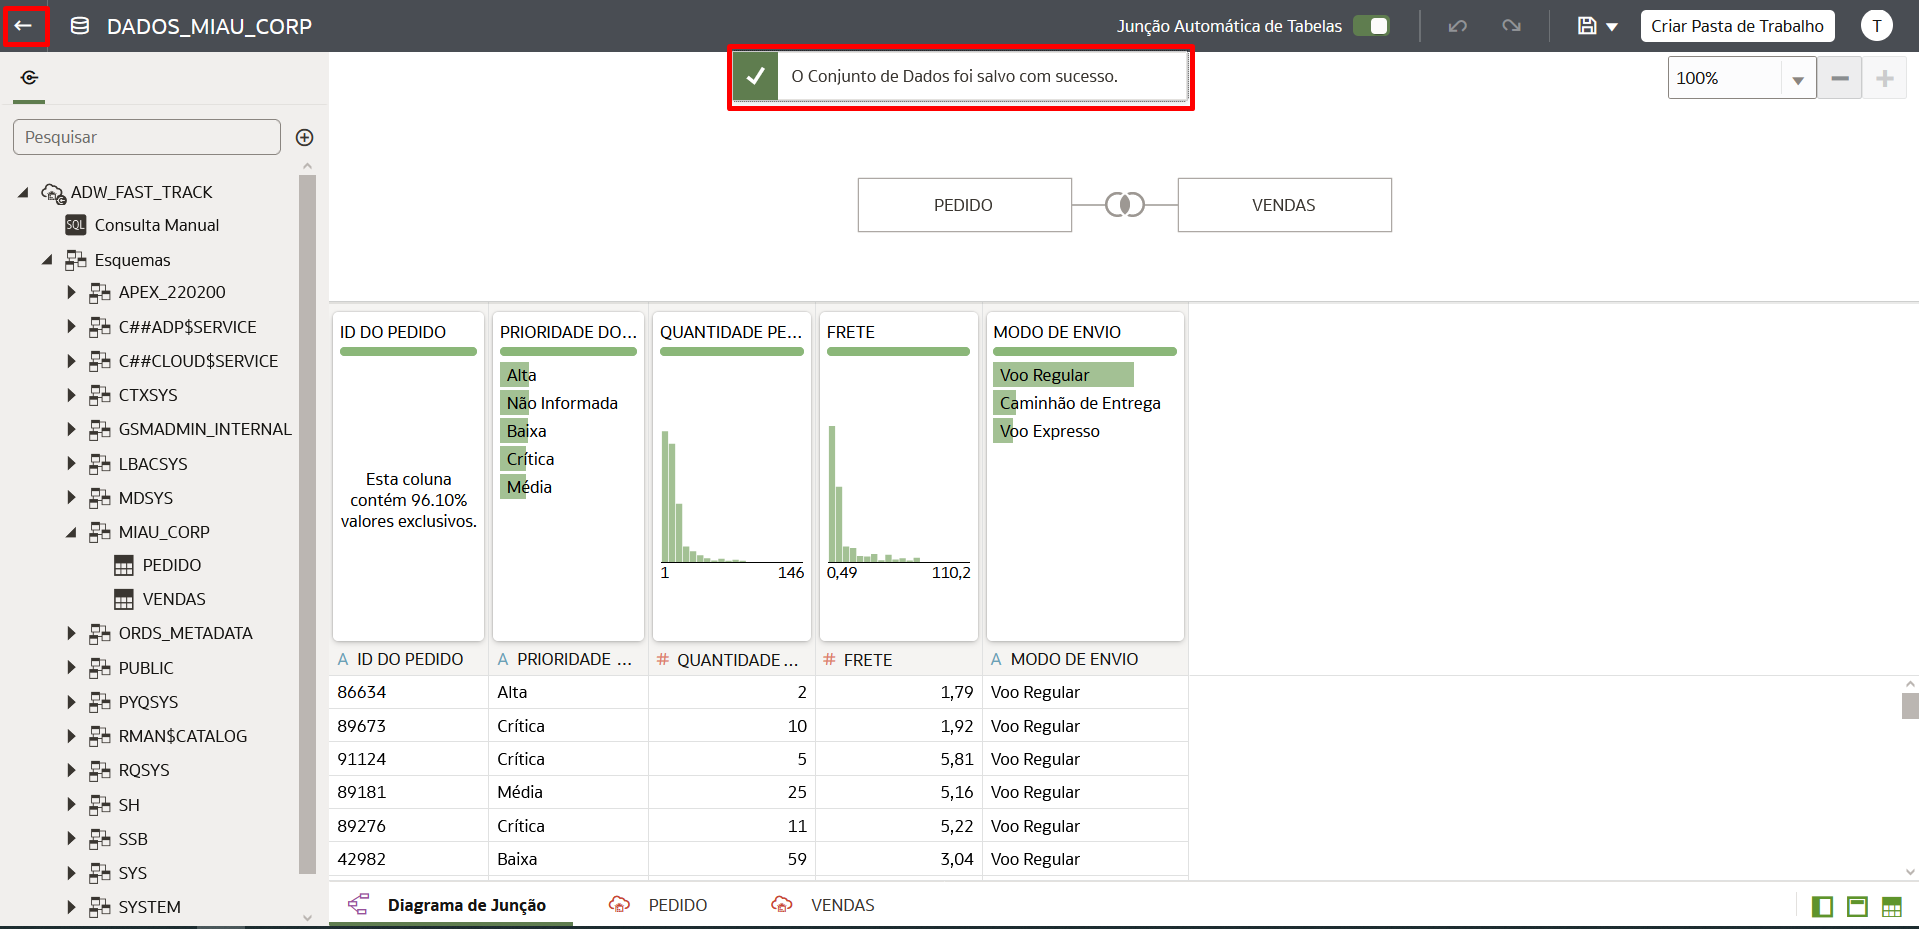 DADOS_MIAU_CORP
Junção Automática de Tabelas
Criar Pasta de Trabalho
T
O Conjunto de Dados foi salvo com sucesso.
100%
Pesquisar
ADW_FAST_TRACK
SQL Consulta Manual
Esquemas
APEX_220200
C##ADP$SERVICE
C##CLOUD$SERVICE
CTXSYS
GSMADMIN_INTERNAL
LBACSYS
MDSYS
MIAU_CORP
PEDIDO
VENDAS
ORDS_METADATA
PUBLIC
PYQSYS
RMAN$CATALOG
RQSYS
SH
SSB
SYS
SYSTEM
PEDIDO
VENDAS
ID DO PEDIDO
Esta coluna
contém 96.10%
valores exclusivos.
PRIORIDADE DO...
Alta
Não Informada
Baixa
Crítica
Média
QUANTIDADE PE...
1 146
FRETE
0,49 110,2
MODO DE ENVIO
Voo Regular
Caminhão de Entrega
Voo Expresso
A ID DO PEDIDO A PRIORIDADE ... # QUANTIDADE ... # FRETE A MODO DE ENVIO
86634 Alta 2 1,79 Voo Regular
89673 Crítica 10 1,92 Voo Regular
91124 Crítica 5 5,81 Voo Regular
89181 Média 25 5,16 Voo Regular
89276 Crítica 11 5,22 Voo Regular
42982 Baixa 59 3,04 Voo Regular
Diagrama de Junção PEDIDO VENDAS